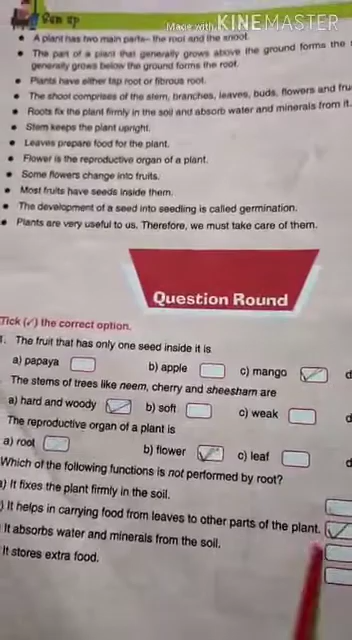 Sum up
Made with KINEMASTER
A plant has two main parts– the root and the shoot.
The part of a plant that generally grows above the ground forms the
generally grows below the ground forms the root.
Plants have either tap root or fibrous root.
The shoot comprises of the stem, branches, leaves, buds, flowers and fru
Roots fix the plant firmly in the soil and absorb water and minerals from it.
Stem keeps the plant upright.
Leaves prepare food for the plant.
Flower is the reproductive organ of a plant.
Some flowers change into fruits.
Most fruits have seeds inside them.
The development of a seed into seedling is called germination.
Plants are very useful to us. Therefore, we must take care of them.
Question Round
Tick (✓) the correct option.
1. The fruit that has only one seed inside it is
a) papaya b) apple c) mango d
The stems of trees like neem, cherry and sheesham are
a) hard and woody b) soft c) weak d
The reproductive organ of a plant is
a) root b) flower c) leaf d
Which of the following functions is not performed by root?
) It fixes the plant firmly in the soil.
) It helps in carrying food from leaves to other parts of the plant.
It absorbs water and minerals from the soil.
It stores extra food.